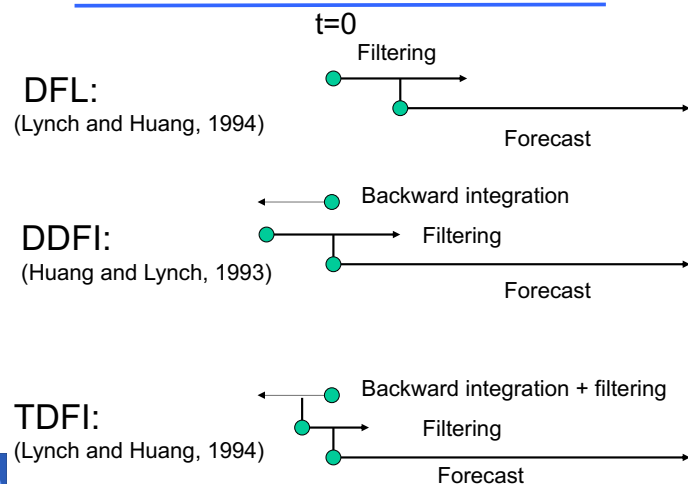 t=0
Filtering
DFL:
(Lynch and Huang, 1994)
Forecast
Backward integration
DDFI:
Filtering
(Huang and Lynch, 1993)
Forecast
Backward integration + filtering
TDFI:
Filtering
(Lynch and Huang, 1994)
Forecast